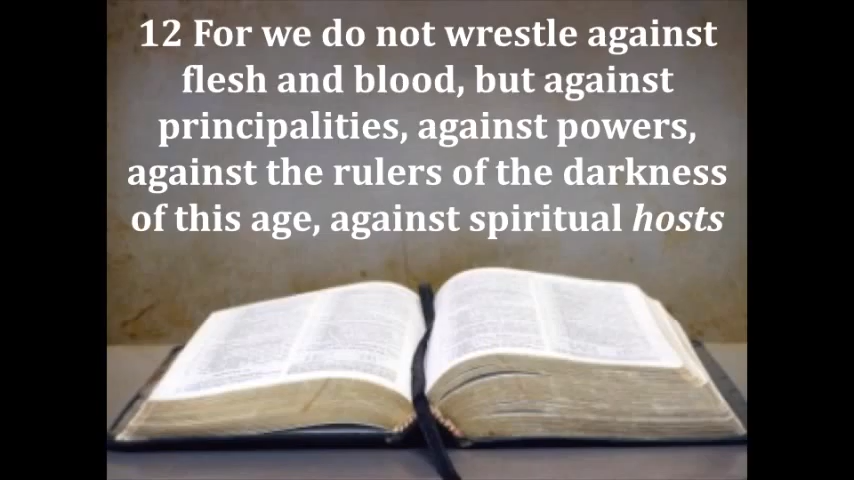 12 For we do not wrestle against
flesh and blood, but against
principalities, against powers,
against the rulers of the darkness
of this age, against spiritual hosts